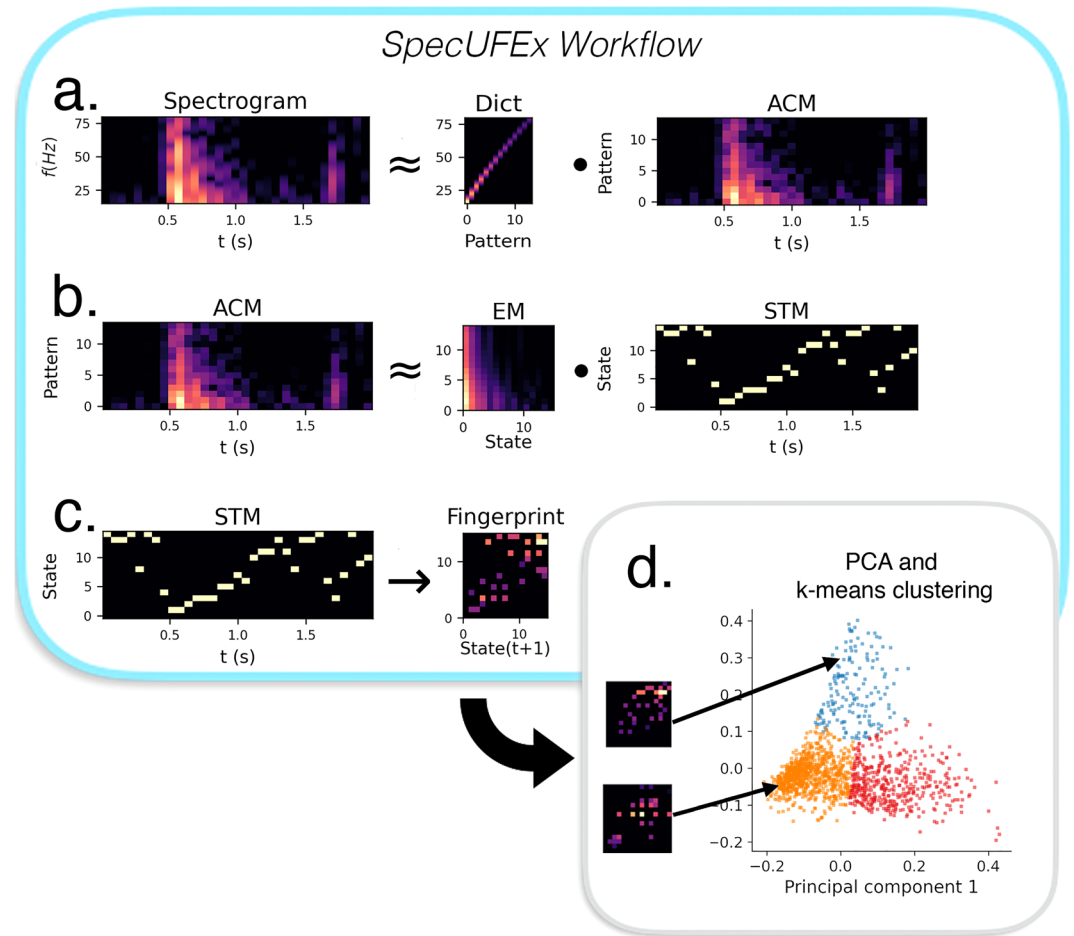 SpecUFEx Workflow
a.
Spectrogram
Dict
ACM
f(Hz)
75
50
25
0.5
1.0
1.5
t (s)
≈
0
10
Pattern
•
Pattern
10
5
0
0.5
1.0
1.5
t (s)
b.
ACM
EM
STM
Pattern
10
5
0
0.5
1.0
1.5
t (s)
≈
10
5
0
0
10
State
•
State
10
5
0
0.5
1.0
1.5
t (s)
c.
STM
Fingerprint
State
10
5
0
0.5
1.0
1.5
t (s)
→
10
0
0
10
State(t+1)
d.
PCA and
k-means clustering
0.4
0.3
0.2
0.1
0.0
−0.1
−0.2
−0.2
0.0
0.2
0.4
Principal component 1